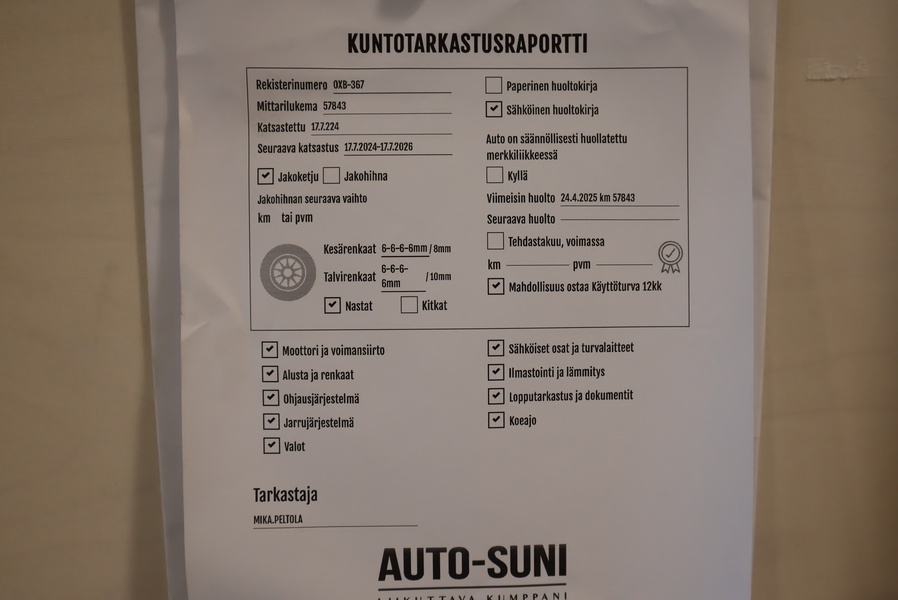 KUNTOTARKASTUSRAPORTTI
Rekisterinumero OXB-367
Mittarilukema 57843
Katsastettu 17.7.224
Seuraava katsastus 17.7.2024-17.7.2026
Jakoketju Jakohihna
Jakohihnan seuraava vaihto
km tai pvm
Kesärenkaat 6-6-6-6mm / 8mm
Talvirenkaat 6-6-6-
6mm / 10mm
Nastat Kitkat
Paperinen huoltokirja
Sähköinen huoltokirja
Auto on säännöllisesti huollatettu
merkkiliikkeessä
Kyllä
Viimeisin huolto 24.4.2025 km 57843
Seuraava huolto
Tehdastakuu, voimassa
km pvm
Mahdollisuus ostaa Käyttöturva 12kk
Moottori ja voimansiirto
Alusta ja renkaat
Ohjausjärjestelmä
Jarrujärjestelmä
Valot
Sähköiset osat ja turvalaitteet
Ilmastointi ja lämmitys
Lopputarkastus ja dokumentit
Koeajo
Tarkastaja
MIKA.PELTOLA
AUTO-SUNI
LIIKUTTAVA KUMPPANI